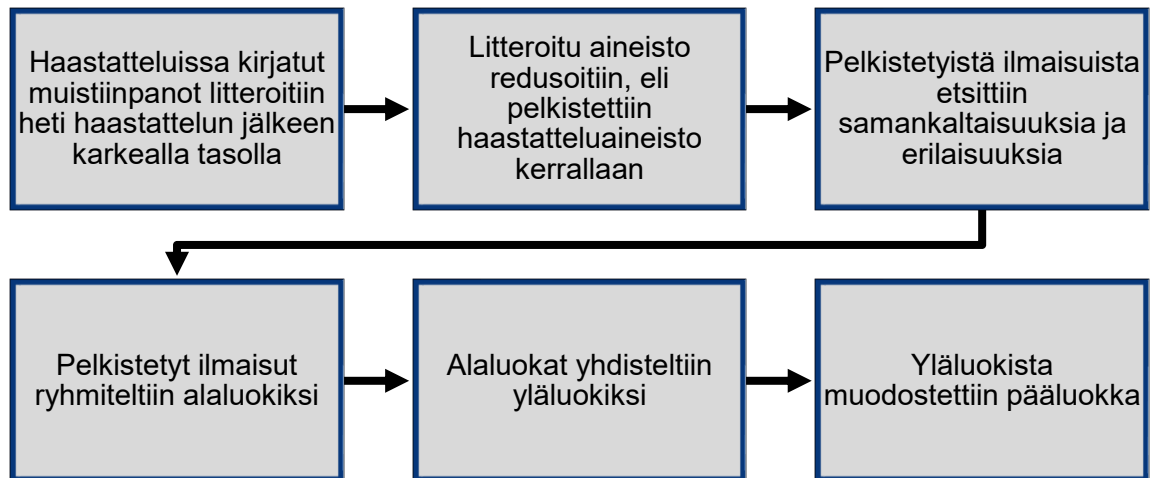 Haastatteluissa kirjatut
muistiinpanot litteroitiin
heti haastattelun jälkeen
karkealla tasolla
Litteroitu aineisto
redusoitiin, eli
pelkistettiin
haastatteluaineisto
kerrallaan
Pelkistetyistä ilmaisuista
etsittiin
samankaltaisuuksia ja
erilaisuuksia
Pelkistetyt ilmaisut
ryhmiteltiin alaluokiksi
Alaluokat yhdisteltiin
yläluokiksi
Yläluokista
muodostettiin pääluokka